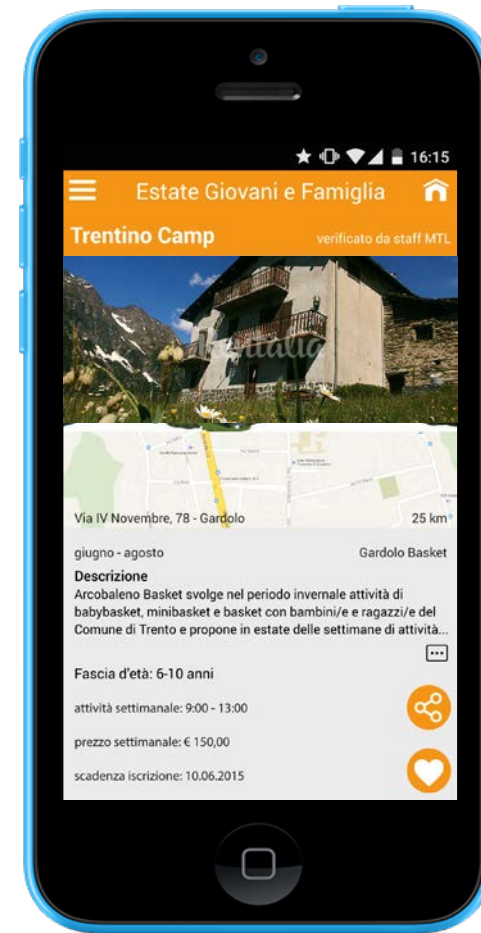 16:15
Estate Giovani e Famiglia
Trentino Camp
verificato da staff MTL
Via IV Novembre, 78 - Gardolo
25 km
giugno - agosto
Gardolo Basket
Descrizione
Arcobaleno Basket svolge nel periodo invernale attività di
babybasket, minibasket e basket con bambini/e e ragazzi/e del
Comune di Trento e propone in estate delle settimane di attività...
Fascia d'età: 6-10 anni
attività settimanale: 9:00 - 13:00
prezzo settimanale: € 150,00
scadenza iscrizione: 10.06.2015